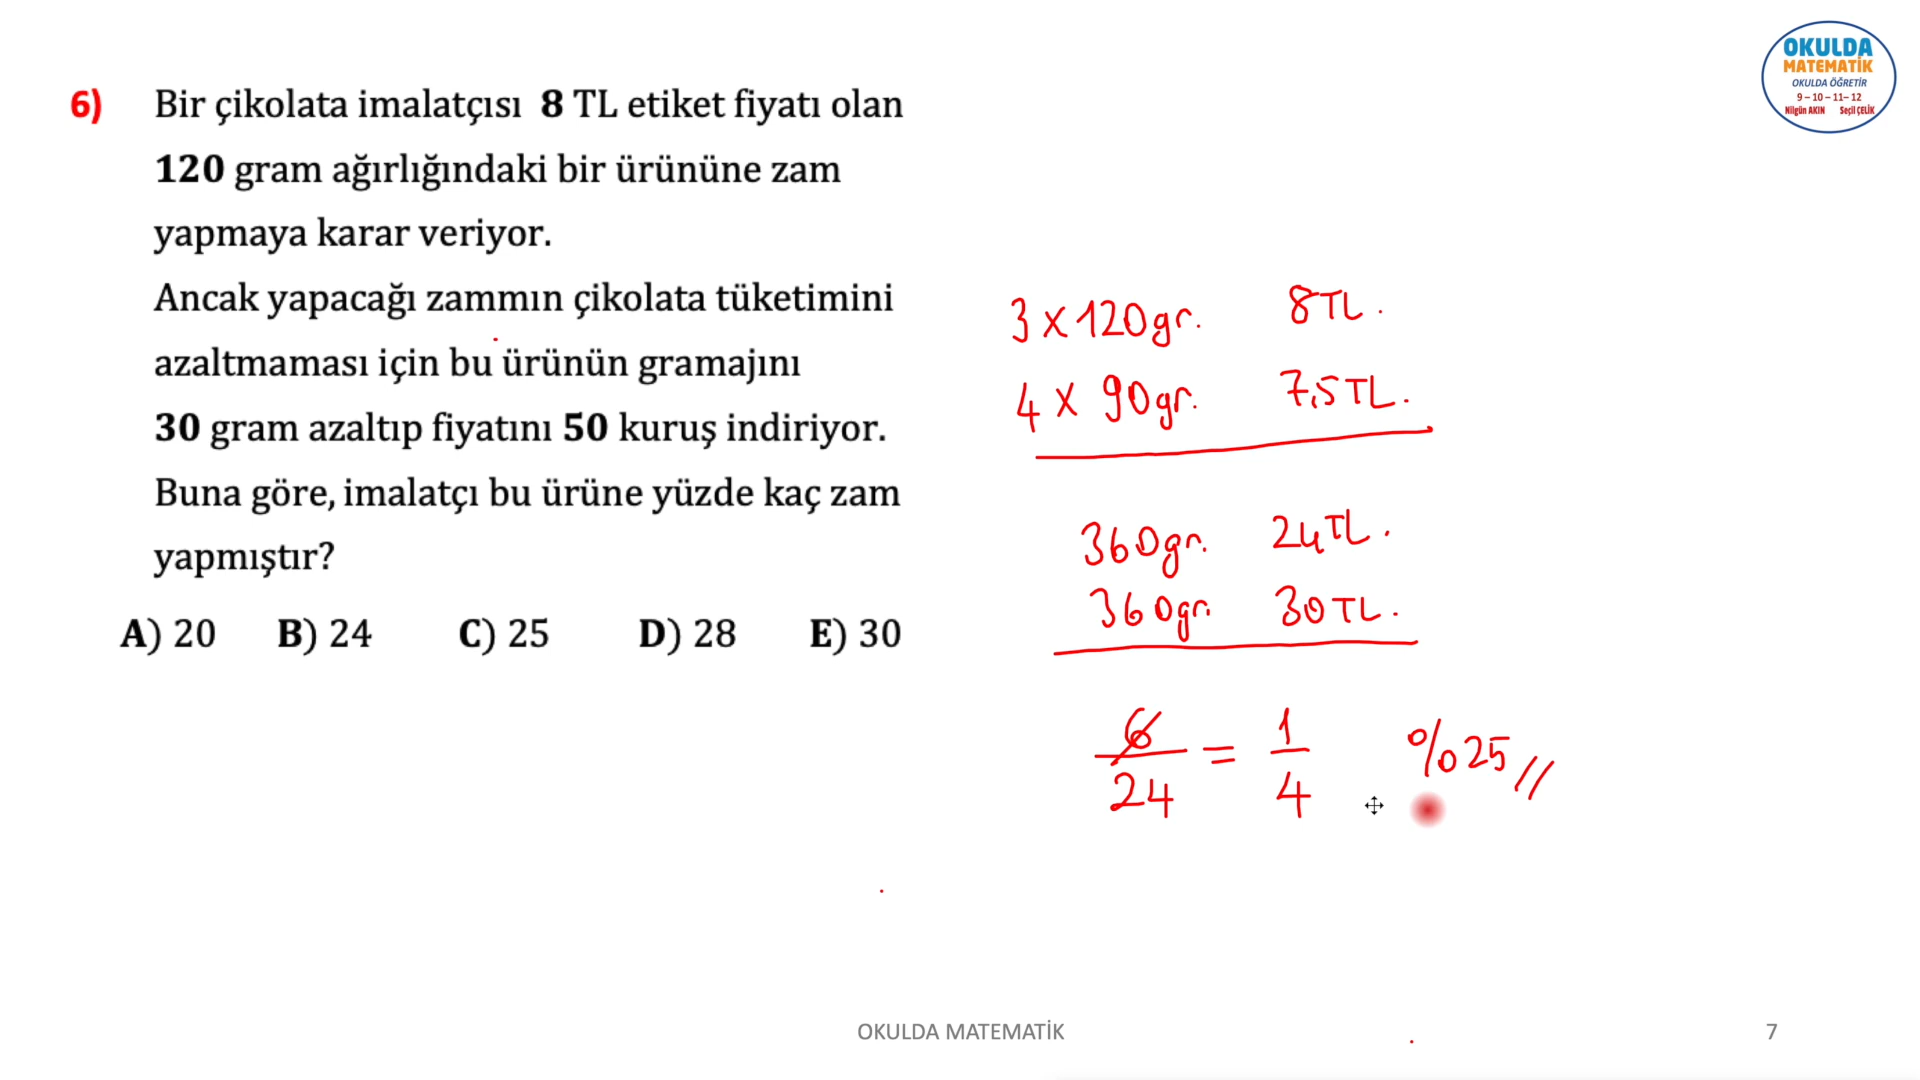 OKULDA
MATEMATİK
OKULDA ÖĞRETİR
9 – 10 – 11– 12
Nilgün AKIN Seçil ÇELİK
6) Bir çikolata imalatçısı 8 TL etiket fiyatı olan
120 gram ağırlığındaki bir ürününe zam
yapmaya karar veriyor.
Ancak yapacağı zammın çikolata tüketimini
azaltmaması için bu ürünün gramajını
30 gram azaltıp fiyatını 50 kuruş indiriyor.
Buna göre, imalatçı bu ürüne yüzde kaç zam
yapmıştır?
A) 20 B) 24 C) 25 D) 28 E) 30
3 x 120gr. 8TL.
4 x 90gr. 7,5TL.
360gr. 24TL.
360gr. 30TL.
6/24 = 1/4 %25//
OKULDA MATEMATİK 7